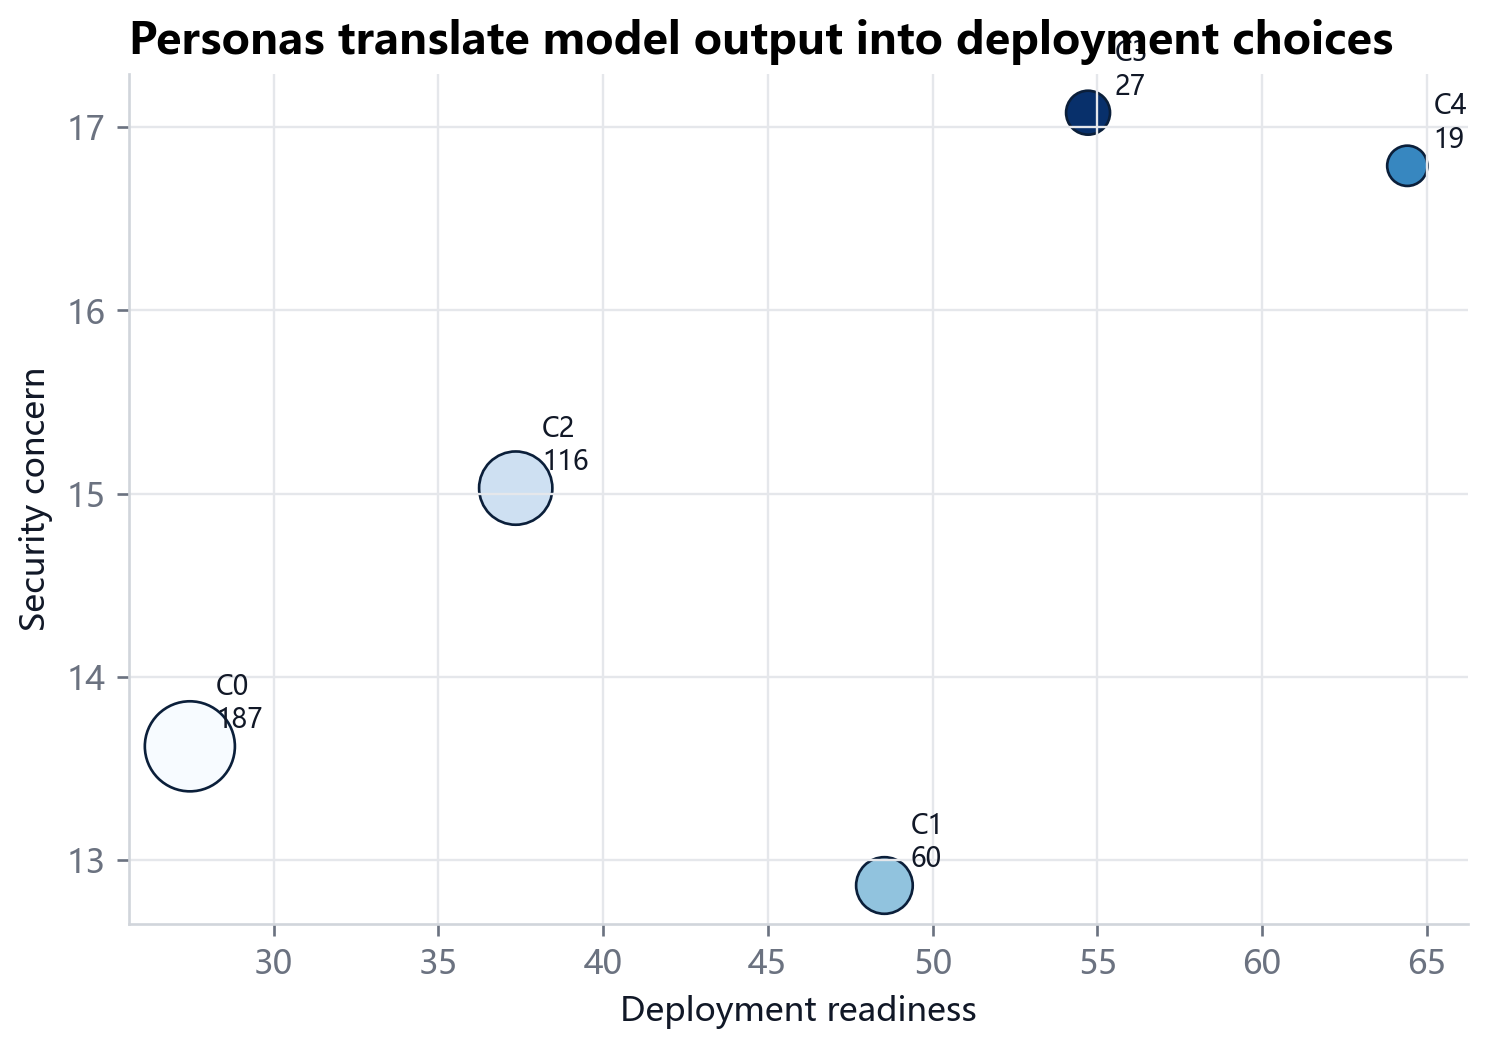 Personas translate model output into deployment choices
C3
27
C4
19
17
16
C2
116
15
Security concern
14
C0
187
C1
60
13
30 35 40 45 50 55 60 65
Deployment readiness